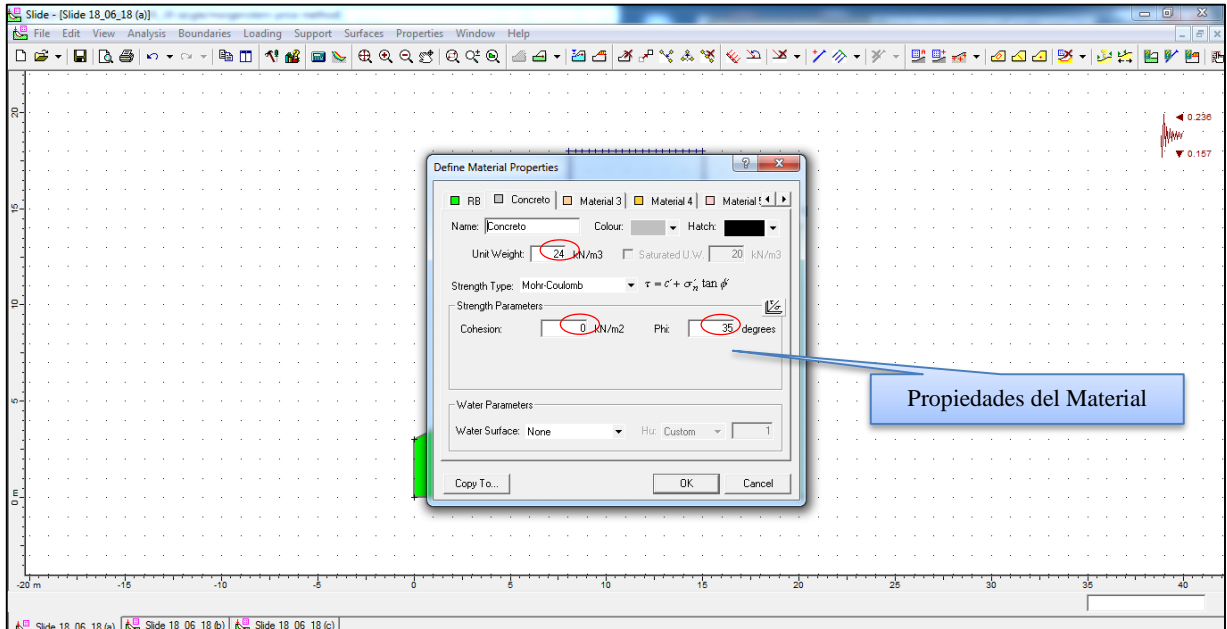 Slide - [Slide 18_06_18 (a)]
File Edit View Analysis Boundaries Loading Support Surfaces Properties Window Help
20
0.236
0.157
Define Material Properties
RB Concreto Material 3 Material 4 Material 5
Name: Concreto Colour: Hatch:
Unit Weight: 24 kN/m3 Saturated U.W. 20 kN/m3
15
Strength Type: Mohr-Coulomb τ = c' + σ'n tan ϕ'
Strength Parameters
10
Cohesion: 0 kN/m2 Phi: 35 degrees
Propiedades del Material
5
Water Parameters
Water Surface: None Hu: Custom 1
Copy To... OK Cancel
0 m
-20 m -15 -10 -5 0 5 10 15 20 25 30 35 40
Slide 18_06_18 (a) Slide 18_06_18 (b) Slide 18_06_18 (c)